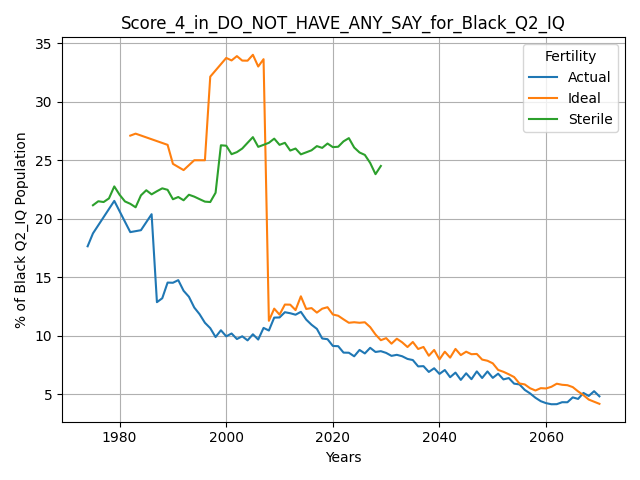 Score_4_in_DO_NOT_HAVE_ANY_SAY_for_Black_Q2_IQ
Fertility
Actual
Ideal
Sterile
% of Black Q2_IQ Population
35
30
25
20
15
10
5
1980 2000 2020 2040 2060
Years